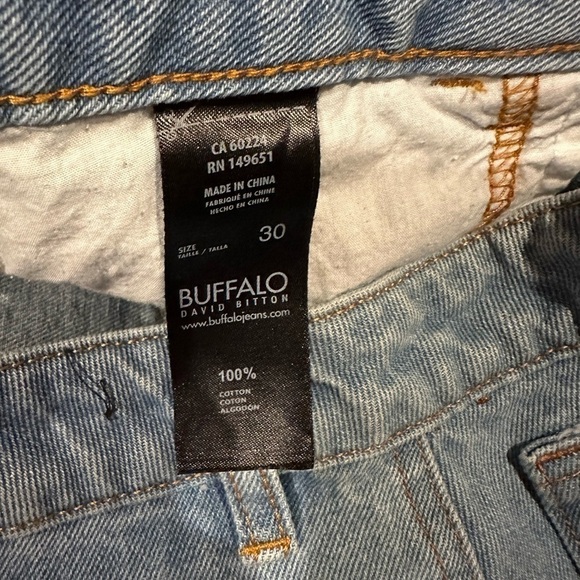 CA 60224
RN 149651
MADE IN CHINA
FABRIQUÉ EN CHINE
HECHO EN CHINA
SIZE 30
TAILLE / TALLA
BUFFALO
DAVID BITTON
www.buffalojeans.com
100%
COTTON
COTON
ALGODÓN